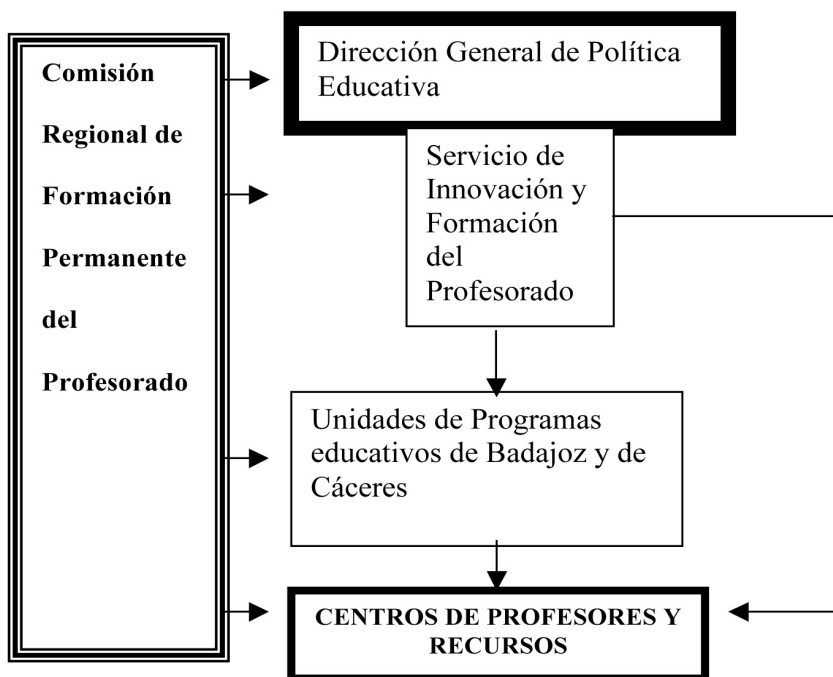 Comisión
Regional de
Formación
Permanente
del
Profesorado
Dirección General de Política
Educativa
Servicio de
Innovación y
Formación
del
Profesorado
Unidades de Programas
educativos de Badajoz y de
Cáceres
CENTROS DE PROFESORES Y
RECURSOS